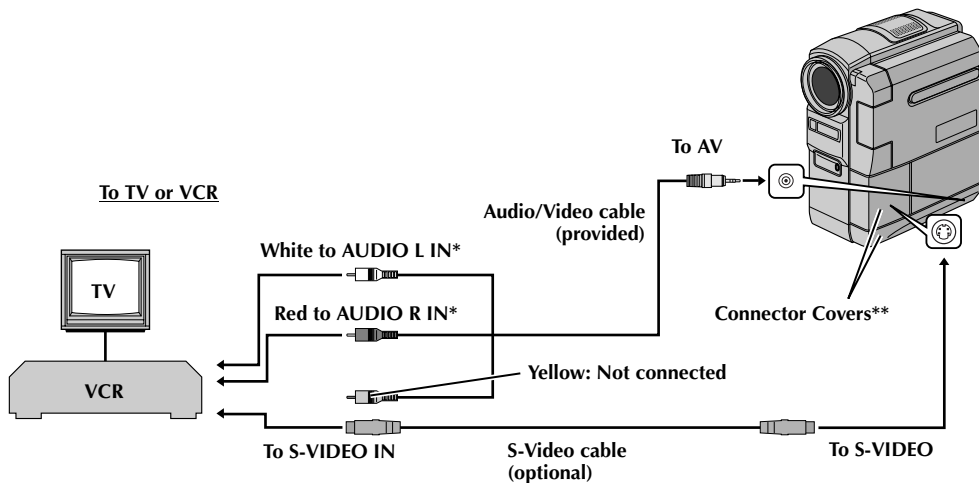 To AV
To TV or VCR
Audio/Video cable
(provided)
White to AUDIO L IN*
TV
Red to AUDIO R IN*
Connector Covers**
Yellow: Not connected
VCR
To S-VIDEO IN
S-Video cable
(optional)
To S-VIDEO